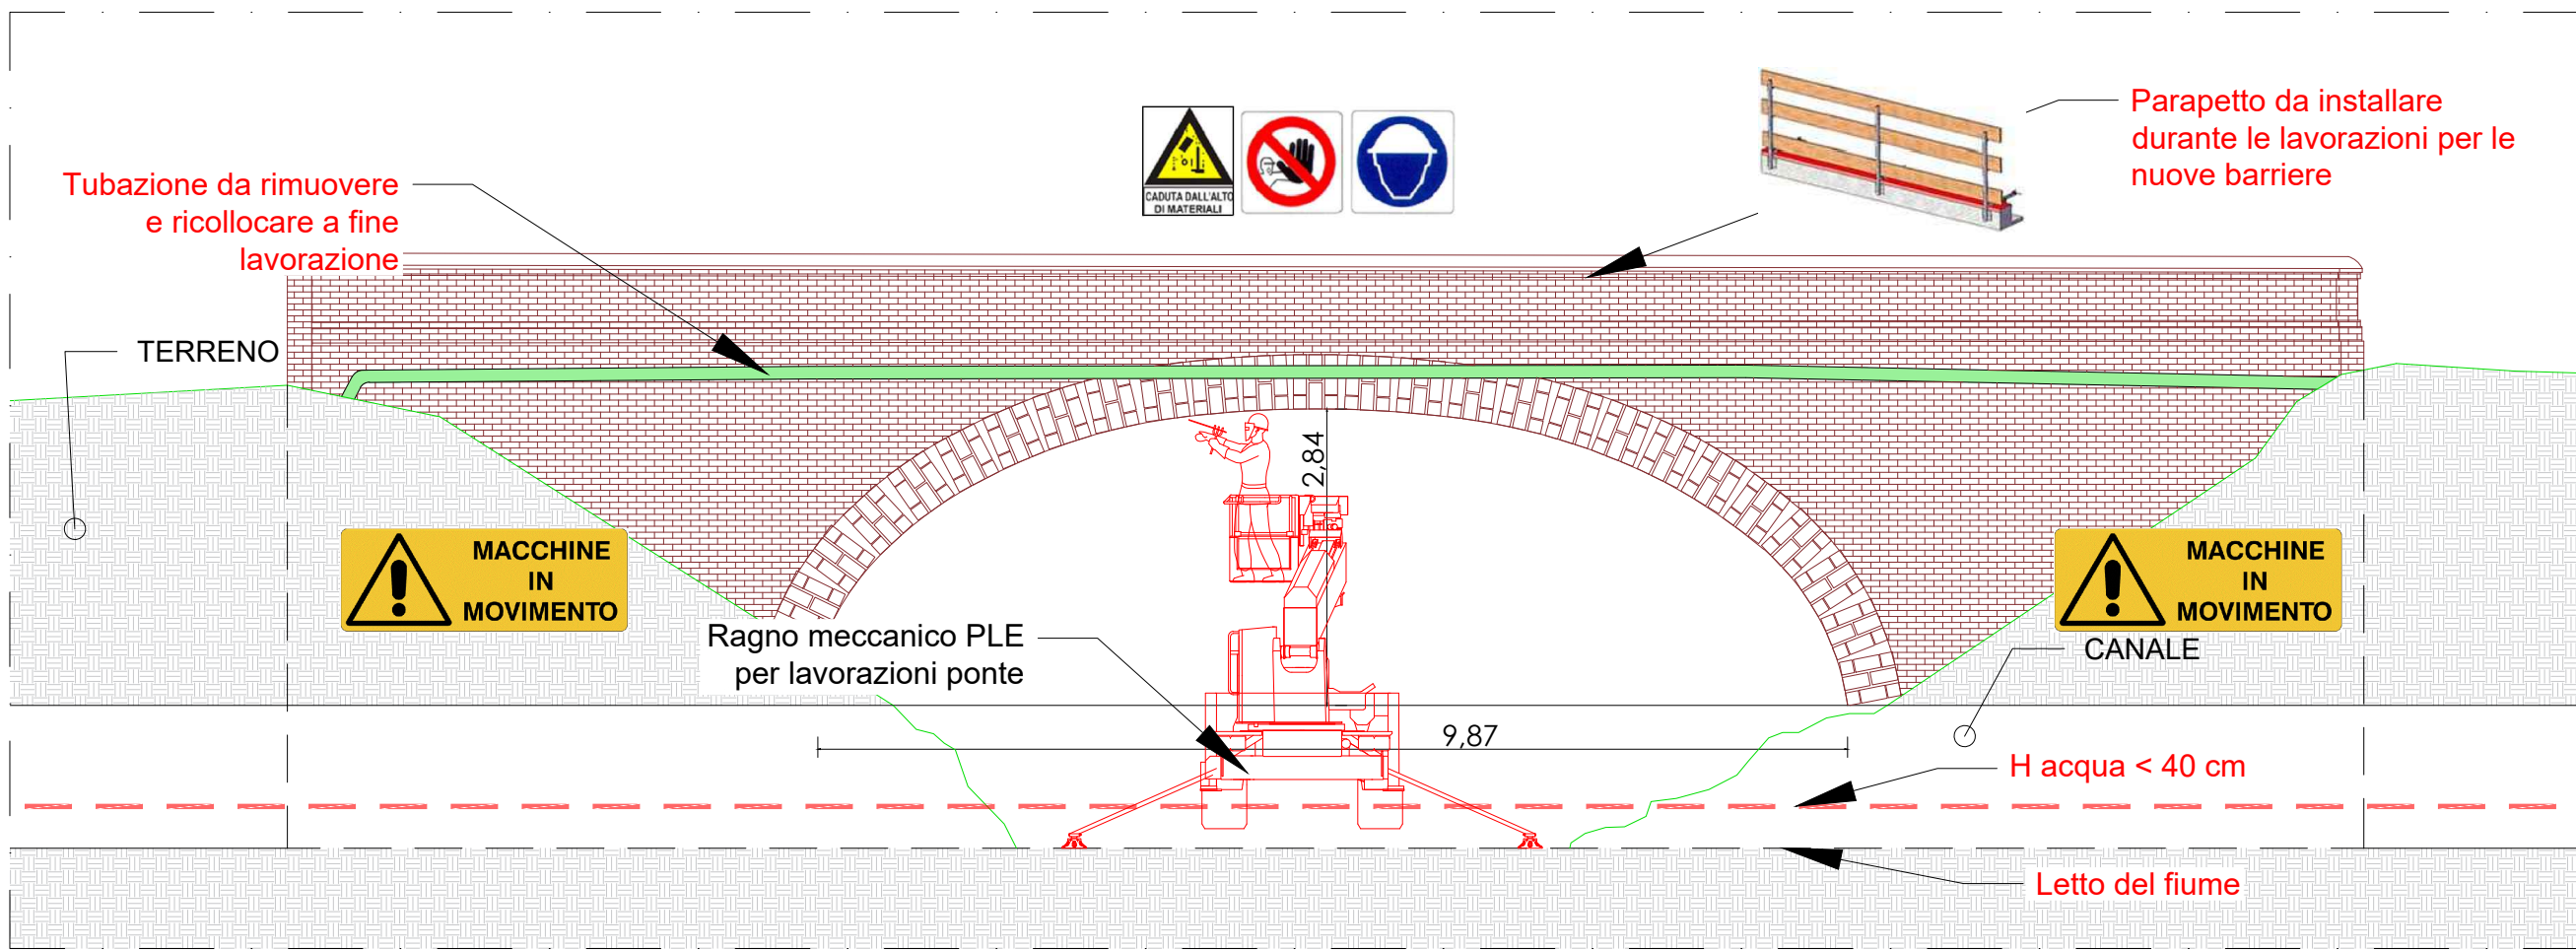 CADUTA DALL'ALTO
DI MATERIALI
Parapetto da installare
durante le lavorazioni per le
nuove barriere
Tubazione da rimuovere
e ricollocare a fine
lavorazione
TERRENO
2,84
MACCHINE
IN
MOVIMENTO
MACCHINE
IN
MOVIMENTO
Ragno meccanico PLE
per lavorazioni ponte
CANALE
9,87
H acqua < 40 cm
Letto del fiume